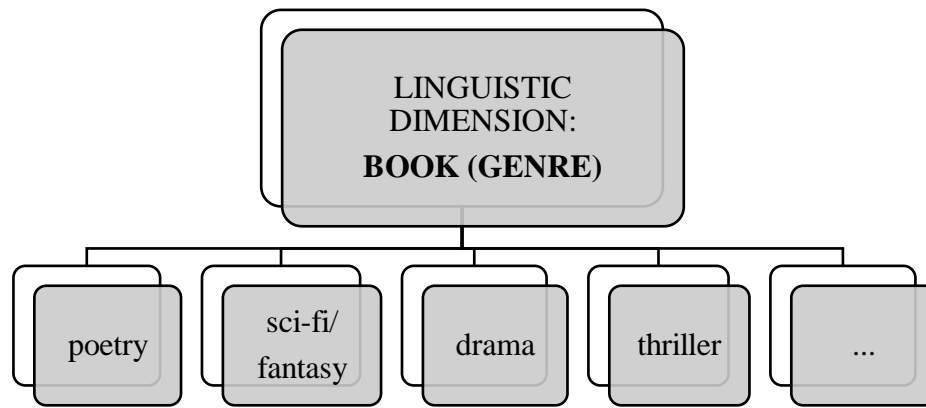 LINGUISTIC
DIMENSION:
BOOK (GENRE)
poetry
sci-fi/
fantasy
drama
thriller
...